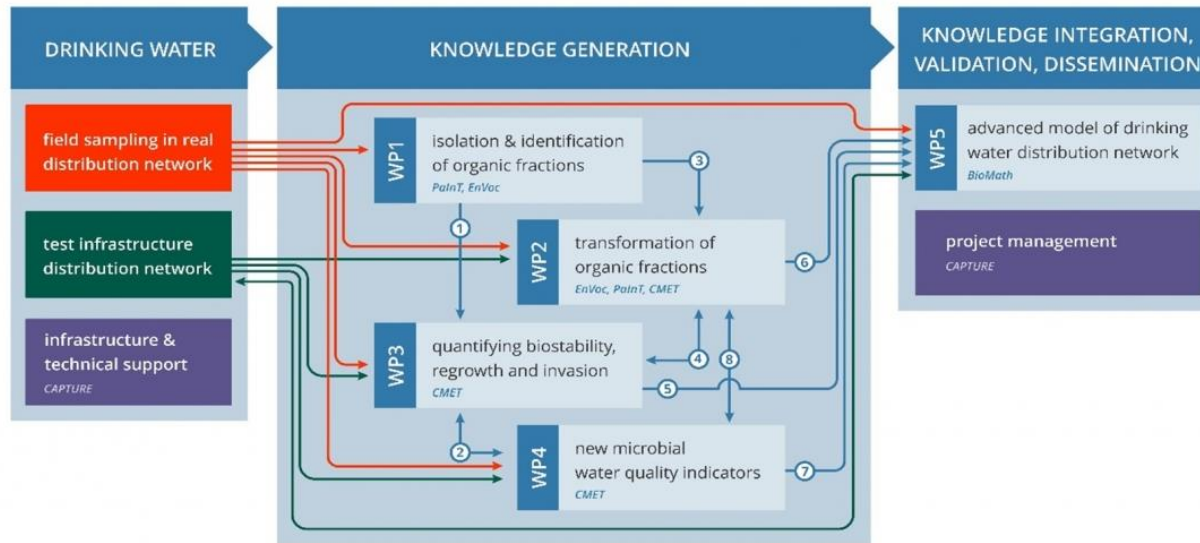 DRINKING WATER
field sampling in real
distribution network
test infrastructure
distribution network
infrastructure &
technical support
CAPTURE
KNOWLEDGE GENERATION
WP1
isolation & identification
of organic fractions
PaInT, EnVoc
3
1
WP2
transformation of
organic fractions
EnVoc, PaInT, CMET
6
WP3
quantifying biostability,
regrowth and invasion
CMET
4
8
5
2
WP4
new microbial
water quality indicators
CMET
7
KNOWLEDGE INTEGRATION,
VALIDATION, DISSEMINATION
WP5
advanced model of drinking
water distribution network
BioMath
project management
CAPTURE